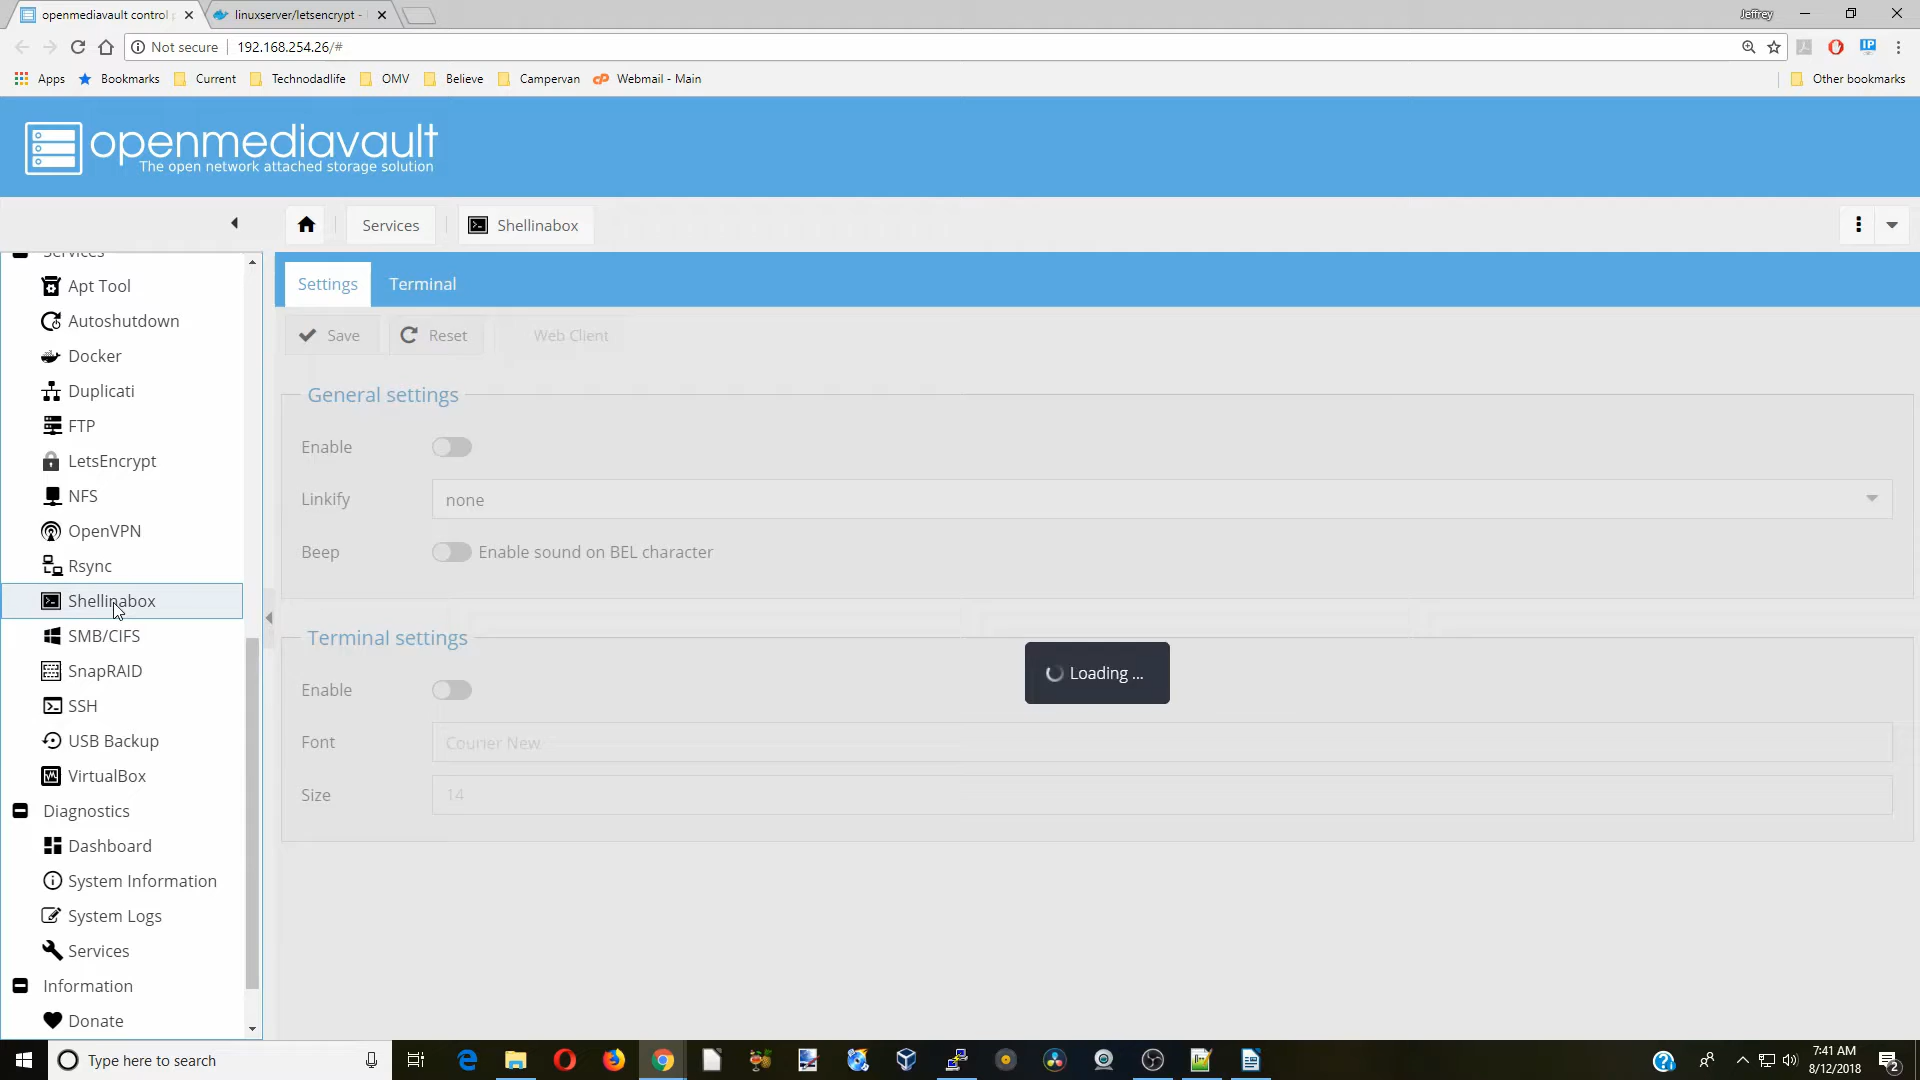 openmediavault control
linuxserver/letsencrypt -
Jeffrey
Not secure
192.168.254.26/#
IP
Apps
Bookmarks
Current
Technodadlife
OMV
Believe
Campervan
cP
Webmail - Main
Other bookmarks
openmediavault
The open network attached storage solution
Services
Shellinabox
Services
Apt Tool
Autoshutdown
Docker
Duplicati
FTP
LetsEncrypt
NFS
OpenVPN
Rsync
Shellinabox
SMB/CIFS
SnapRAID
SSH
USB Backup
VirtualBox
Diagnostics
Dashboard
System Information
System Logs
Services
Information
Donate
Settings
Terminal
Save
Reset
Web Client
General settings
Enable
Linkify
none
Beep
Enable sound on BEL character
Terminal settings
Enable
Font
Courier New
Size
14
Loading ...
Type here to search
7:41 AM
8/12/2018
2